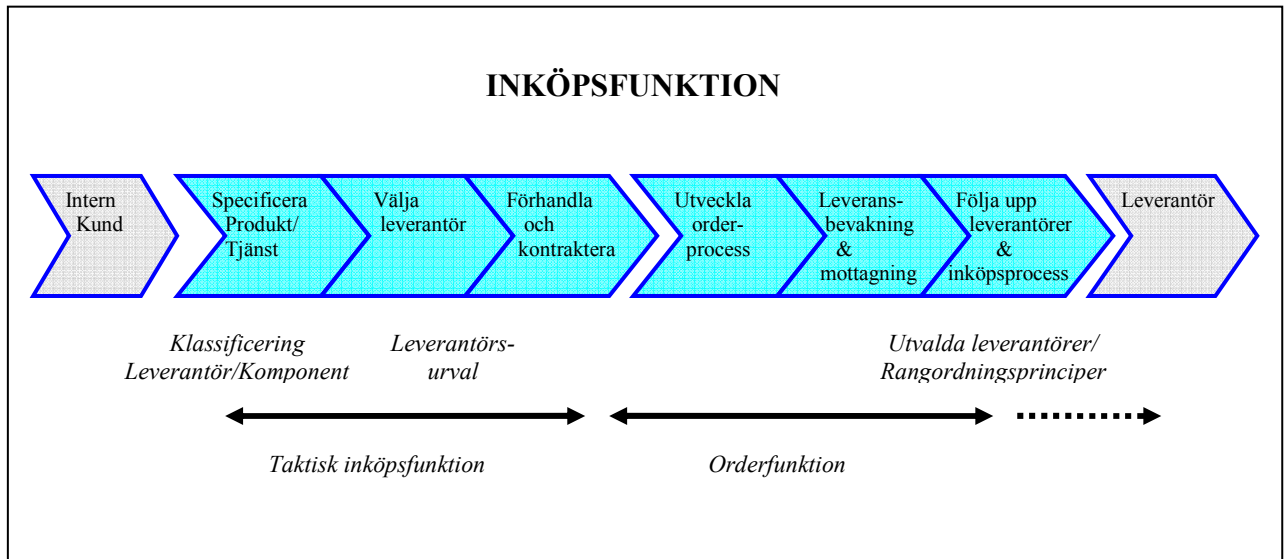 INKÖPSFUNKTION
Intern
Kund
Specificera
Produkt/
Tjänst
Välja
leverantör
Förhandla
och
kontraktera
Utveckla
order-
process
Leverans-
bevakning
&
mottagning
Följa upp
leverantörer
&
inköpsprocess
Leverantör
Klassificering
Leverantör/Komponent
Leverantörs-
urval
Utvalda leverantörer/
Rangordningsprinciper
Taktisk inköpsfunktion
Orderfunktion